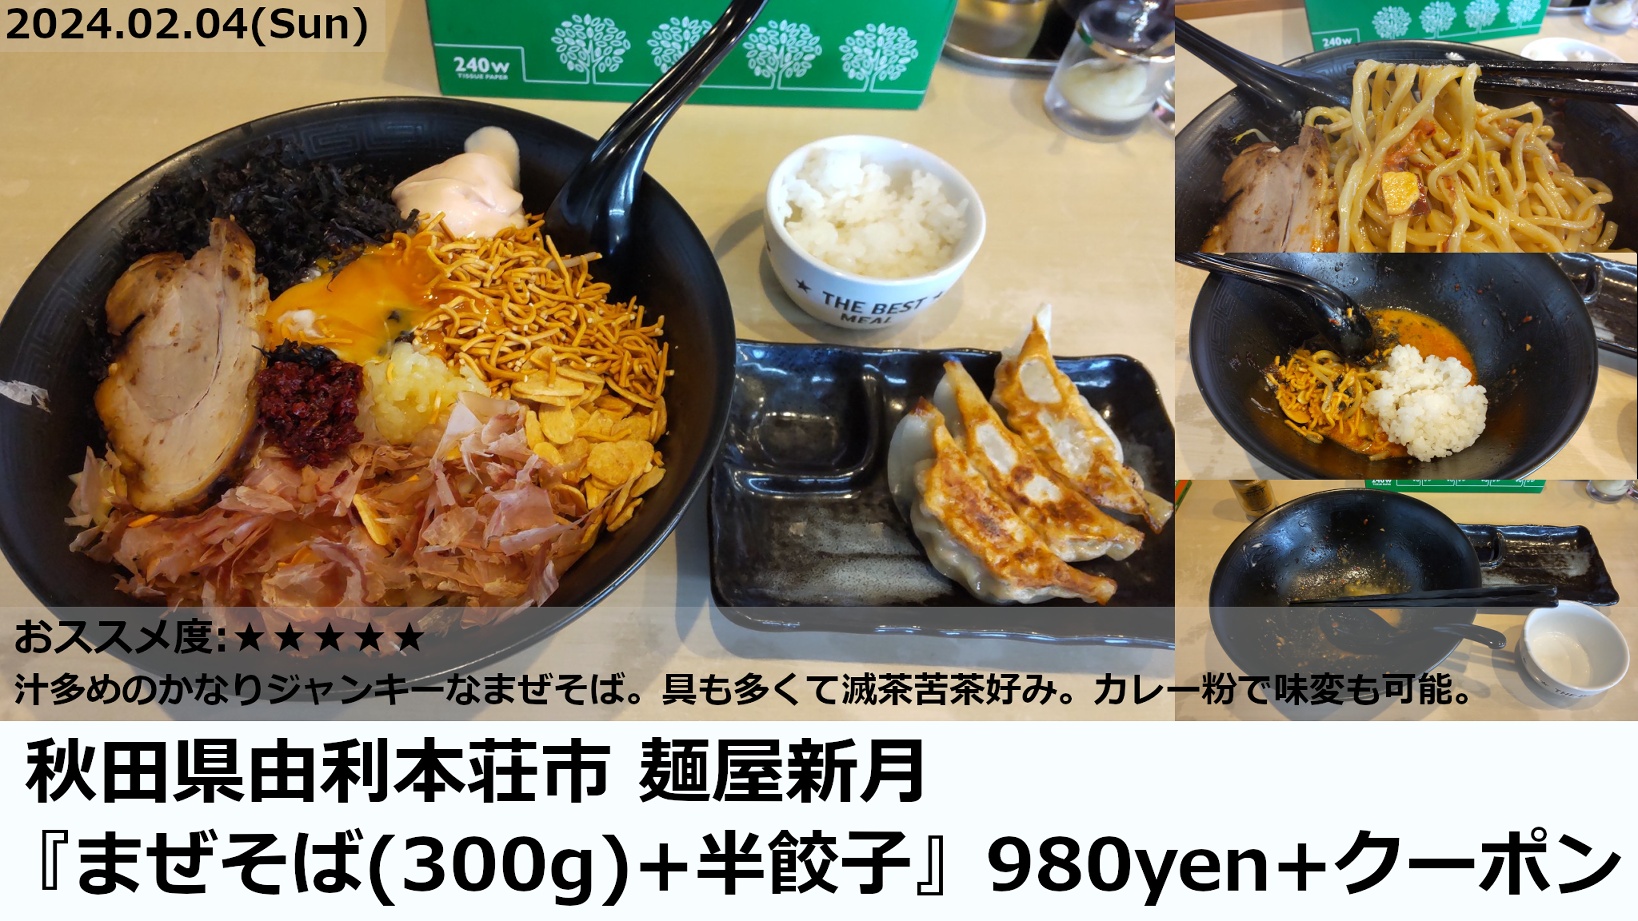 2024.02.04(Sun)
240W
TISSUE PAPER
240W
★ THE BEST ★
MEAL
おススメ度:★★★★★
汁多めのかなりジャンキーなまぜそば。具も多くて滅茶苦茶好み。カレー粉で味変も可能。
秋田県由利本荘市 麺屋新月
『まぜそば(300g)+半餃子』980yen+クーポン